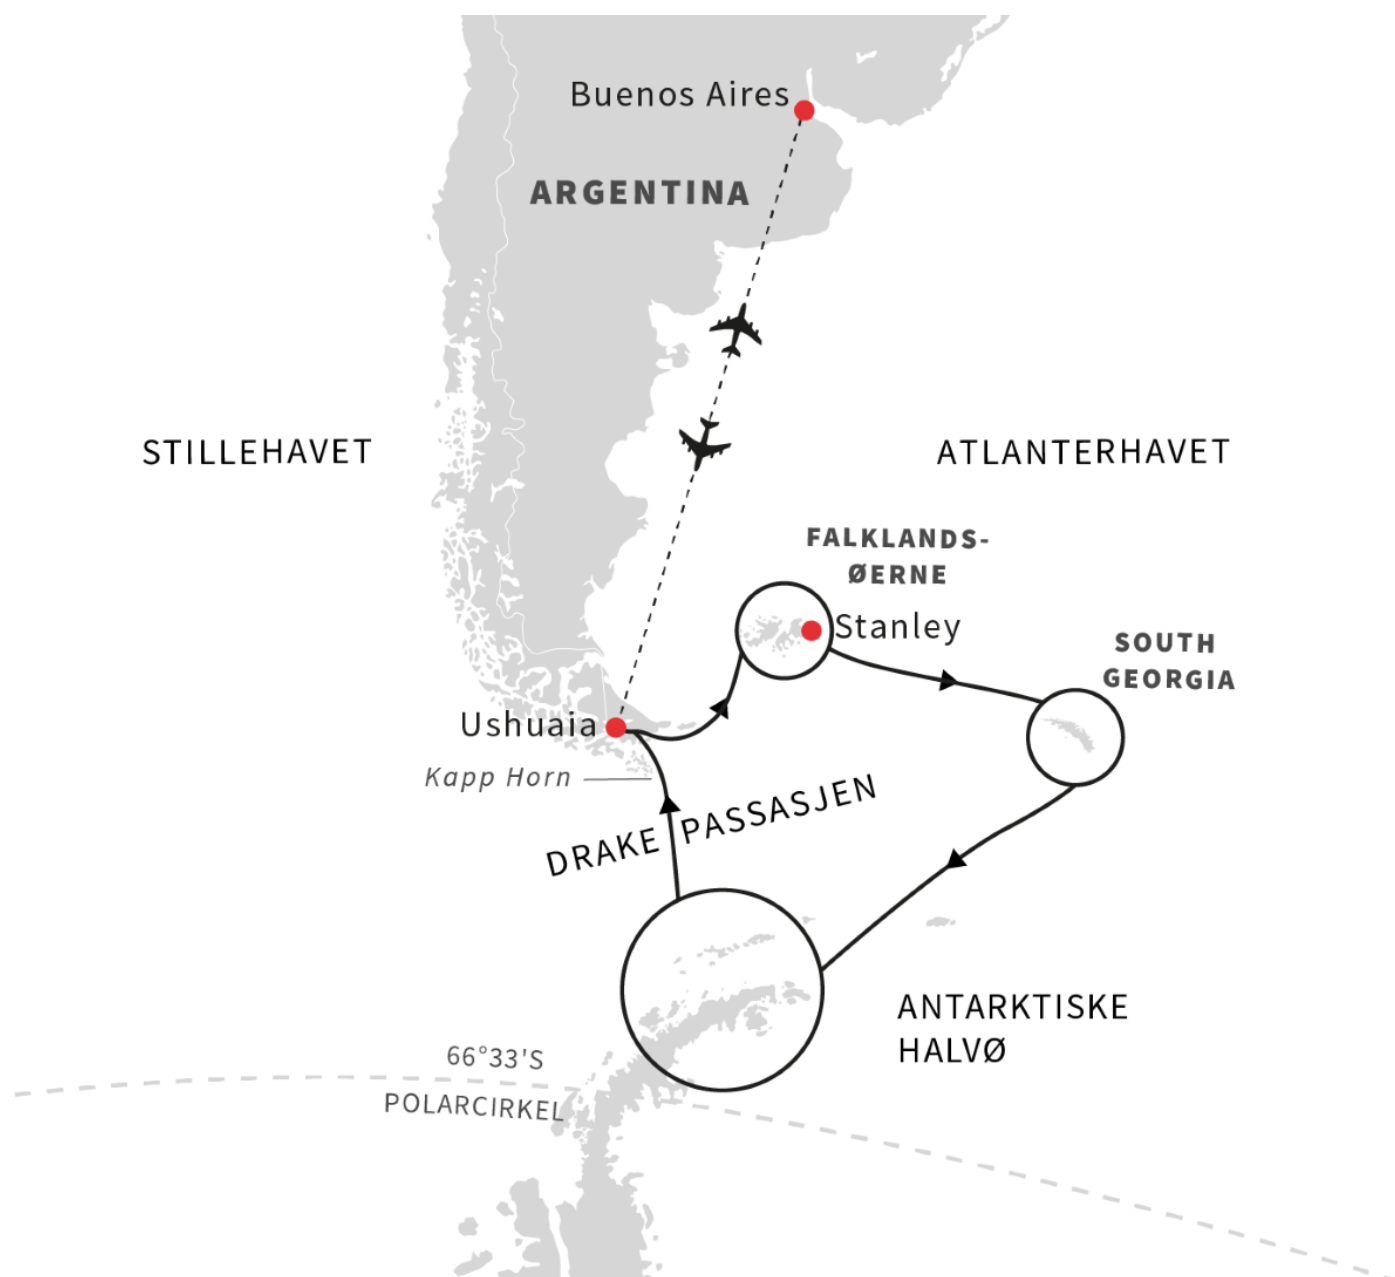 Buenos Aires
ARGENTINA
STILLEHAVET
ATLANTERHAVET
FALKLANDS-
ØERNE
Stanley
SOUTH
GEORGIA
Ushuaia
Kapp Horn
DRAKE PASSASJEN
ANTARKTISKE
HALVØ
66°33'S
POLARCIRKEL